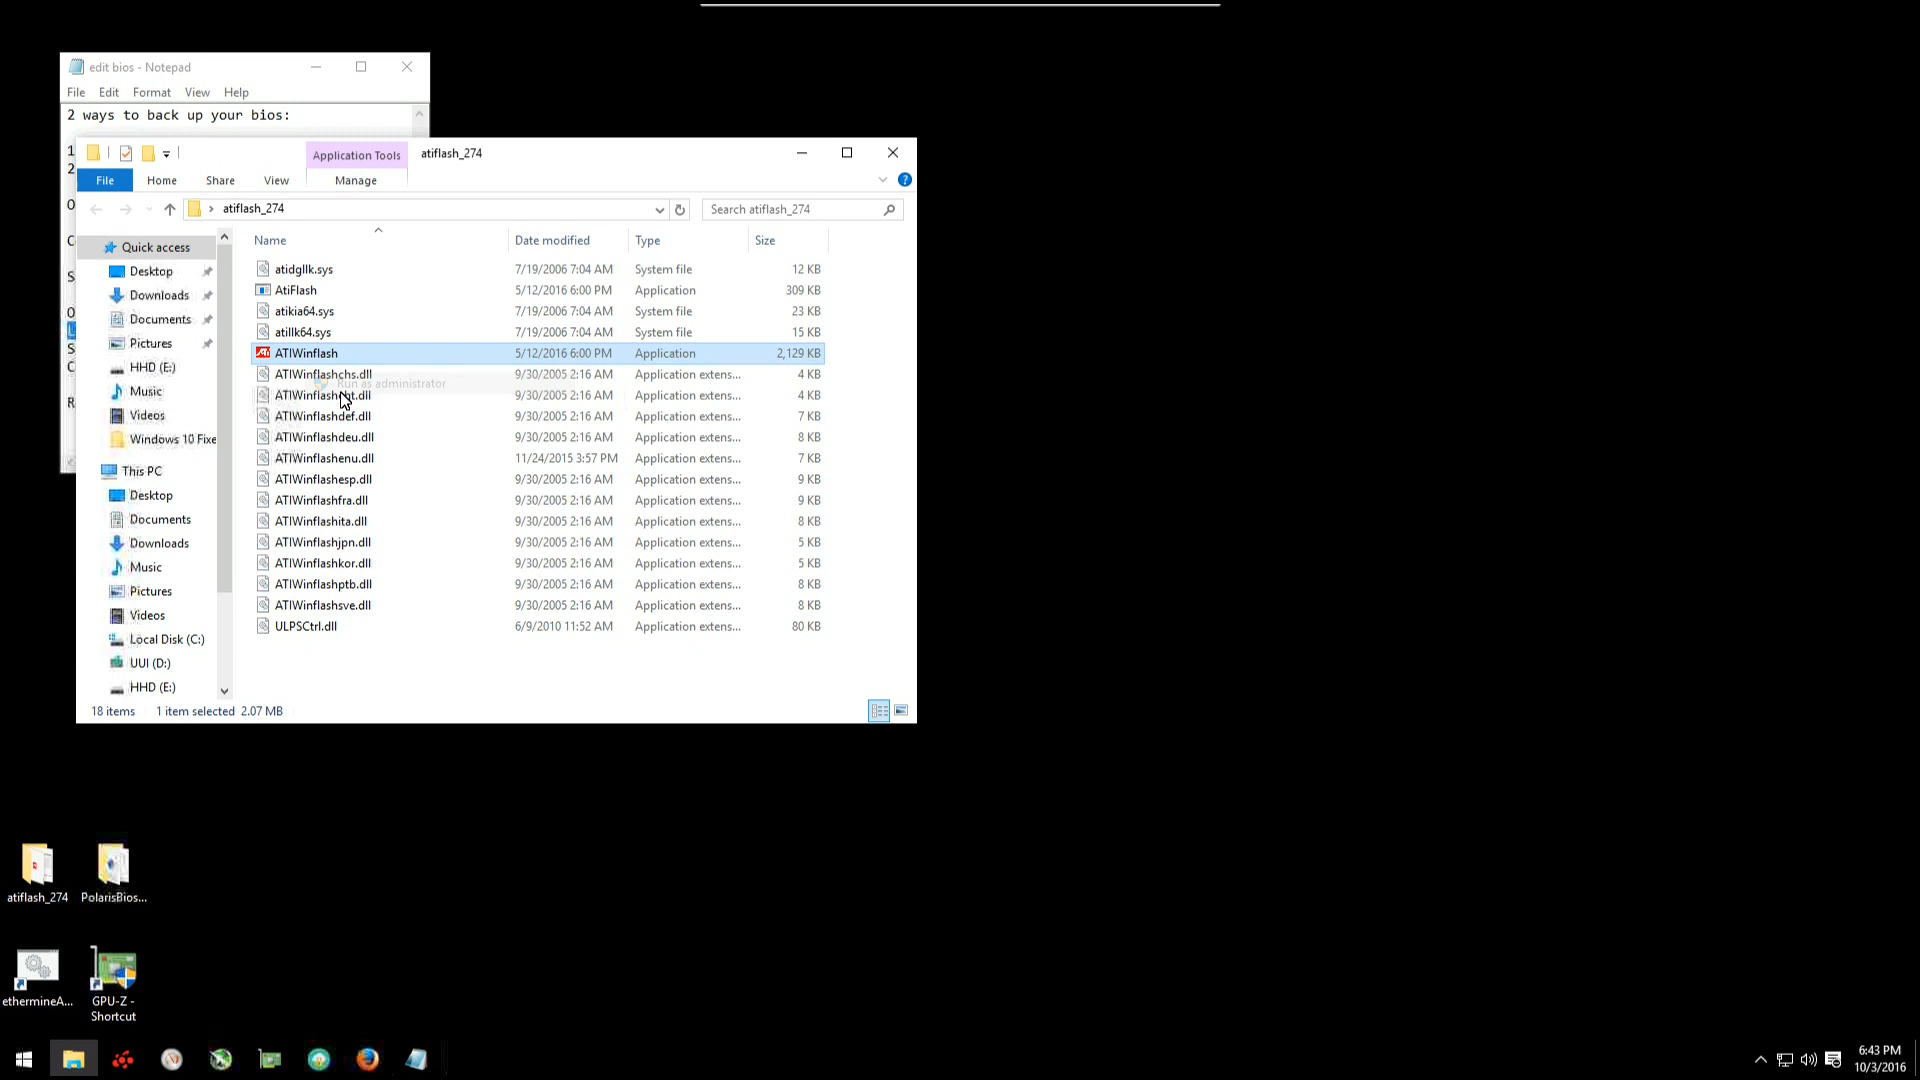 edit bios - Notepad
File Edit Format View Help
2 ways to back up your bios:
1
2
O
C
S
O
S
C
R
Application Tools
atiflash_274
File Home Share View Manage
atiflash_274
Search atiflash_274
Name Date modified Type Size
Quick access
Desktop
Downloads
Documents
Pictures
HHD (E:)
Music
Videos
Windows 10 Fixe
This PC
Desktop
Documents
Downloads
Music
Pictures
Videos
Local Disk (C:)
UUI (D:)
HHD (E:)
atidgllk.sys 7/19/2006 7:04 AM System file 12 KB
AtiFlash 5/12/2016 6:00 PM Application 309 KB
atikia64.sys 7/19/2006 7:04 AM System file 23 KB
atillk64.sys 7/19/2006 7:04 AM System file 15 KB
ATIWinflash 5/12/2016 6:00 PM Application 2,129 KB
ATIWinflashchs.dll 9/30/2005 2:16 AM Application extens... 4 KB
Run as administrator
9/30/2005 2:16 AM Application extens... 4 KB
ATIWinflashdef.dll 9/30/2005 2:16 AM Application extens... 7 KB
ATIWinflashdeu.dll 9/30/2005 2:16 AM Application extens... 8 KB
ATIWinflashenu.dll 11/24/2015 3:57 PM Application extens... 7 KB
ATIWinflashesp.dll 9/30/2005 2:16 AM Application extens... 9 KB
ATIWinflashfra.dll 9/30/2005 2:16 AM Application extens... 9 KB
ATIWinflashita.dll 9/30/2005 2:16 AM Application extens... 8 KB
ATIWinflashjpn.dll 9/30/2005 2:16 AM Application extens... 5 KB
ATIWinflashkor.dll 9/30/2005 2:16 AM Application extens... 5 KB
ATIWinflashptb.dll 9/30/2005 2:16 AM Application extens... 8 KB
ATIWinflashsve.dll 9/30/2005 2:16 AM Application extens... 8 KB
ULPSCtrl.dll 6/9/2010 11:52 AM Application extens... 80 KB
18 items 1 item selected 2.07 MB
atiflash_274
PolarisBios...
ethermineA...
GPU-Z -
Shortcut
6:43 PM
10/3/2016